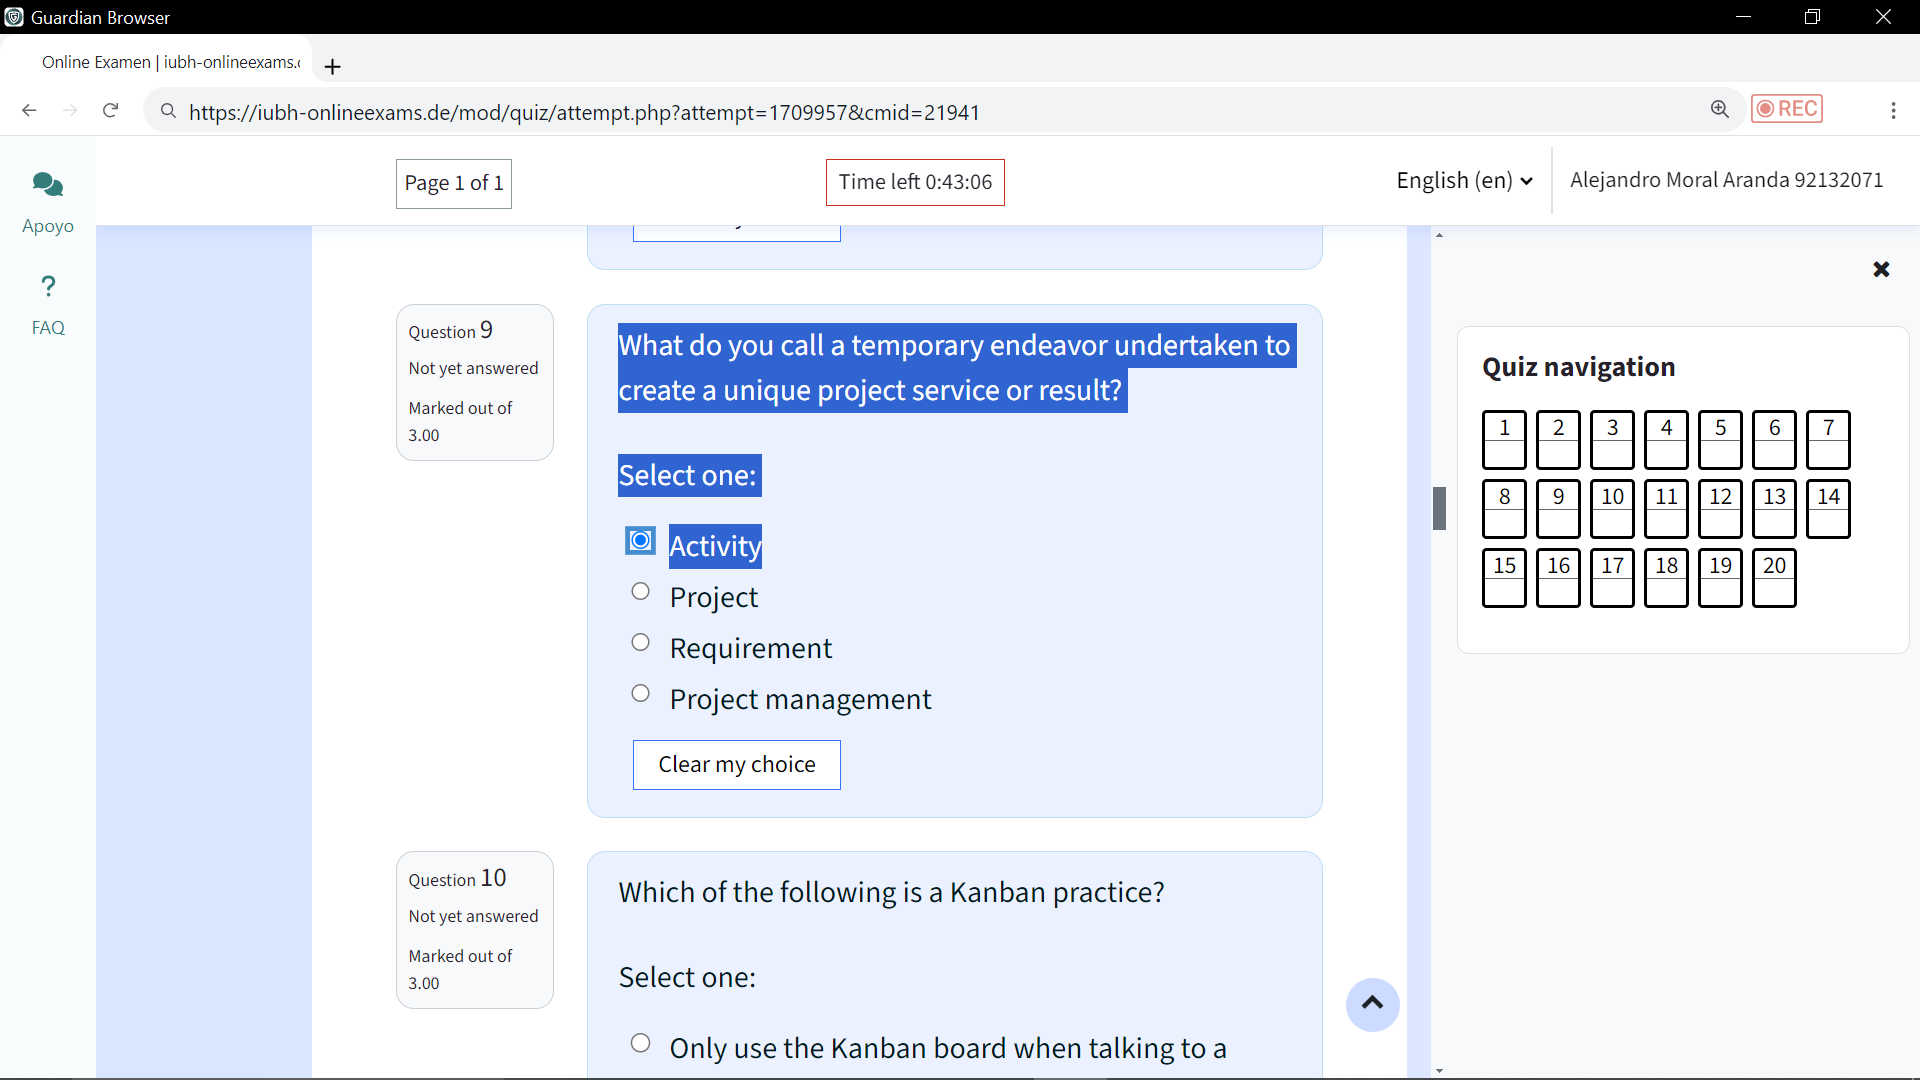 Guardian Browser
Online Examen | iubh-onlineexams.
https://iubh-onlineexams.de/mod/quiz/attempt.php?attempt=1709957&cmid=21941
REC
Page 1 of 1
Time left 0:43:06
English (en)
Alejandro Moral Aranda 92132071
Apoyo
?
FAQ
Question 9
Not yet answered
Marked out of
3.00
What do you call a temporary endeavor undertaken to
create a unique project service or result?
Select one:
Activity
Project
Requirement
Project management
Clear my choice
Question 10
Not yet answered
Marked out of
3.00
Which of the following is a Kanban practice?
Select one:
Only use the Kanban board when talking to a
Quiz navigation
1 2 3 4 5 6 7
8 9 10 11 12 13 14
15 16 17 18 19 20